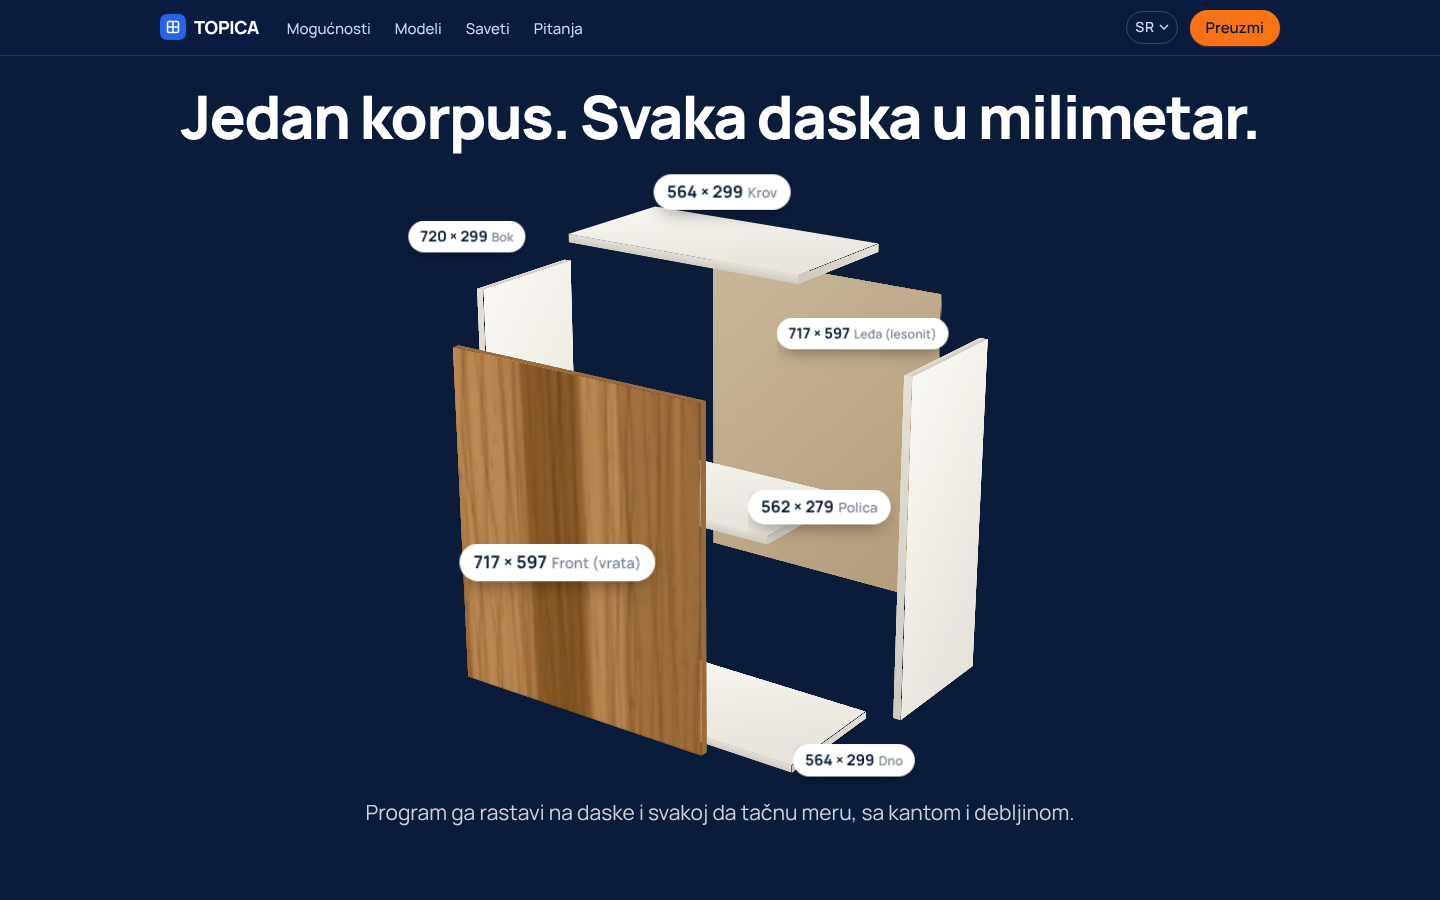 TOPICA
Mogućnosti
Modeli
Saveti
Pitanja
SR
Preuzmi
Jedan korpus. Svaka daska u milimetar.
564 × 299 Krov
720 × 299 Bok
717 × 597 Leđa (lesonit)
562 × 279 Polica
717 × 597 Front (vrata)
564 × 299 Dno
Program ga rastavi na daske i svakoj da tačnu meru, sa kantom i debljinom.